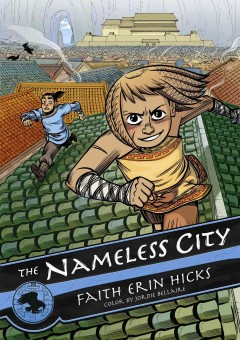 THE NAMELESS CITY
FAITH ERIN HICKS
COLOR BY JORDIE BELLAIRE